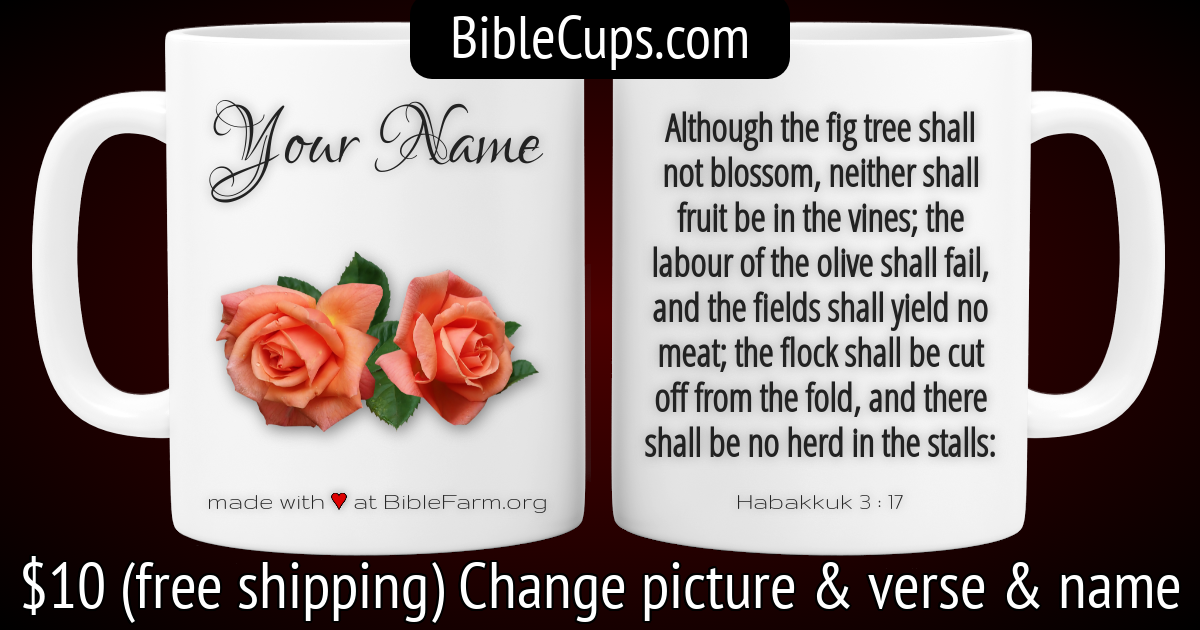 BibleCups.com
Your Name
made with ♥ at BibleFarm.org
Although the fig tree shall
not blossom, neither shall
fruit be in the vines; the
labour of the olive shall fail,
and the fields shall yield no
meat; the flock shall be cut
off from the fold, and there
shall be no herd in the stalls:
Habakkuk 3 : 17
$10 (free shipping) Change picture & verse & name